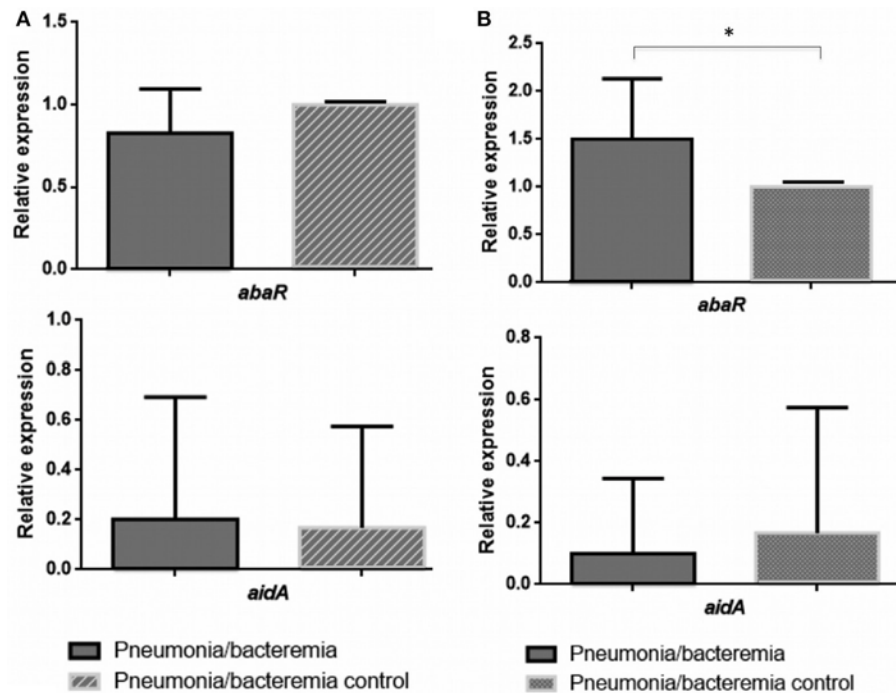 A
Relative expression
1.5
1.0
0.5
0.0
abaR
Relative expression
1.0
0.8
0.6
0.4
0.2
0.0
aidA
Pneumonia/bacteremia
Pneumonia/bacteremia control
B
*
Relative expression
2.5
2.0
1.5
1.0
0.5
0.0
abaR
Relative expression
0.8
0.6
0.4
0.2
0.0
aidA
Pneumonia/bacteremia
Pneumonia/bacteremia control